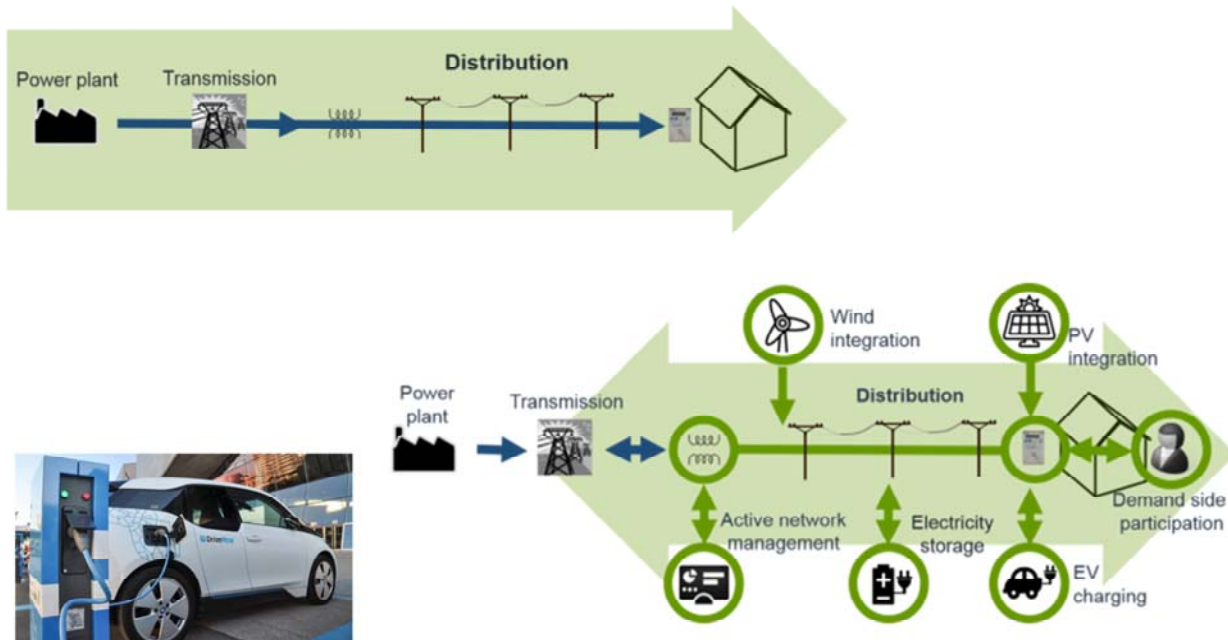 Distribution
Power plant
Transmission
Wind
integration
PV
integration
Power
plant
Transmission
Distribution
Active network
management
Electricity
storage
Demand side
participation
EV
charging
DriveNow